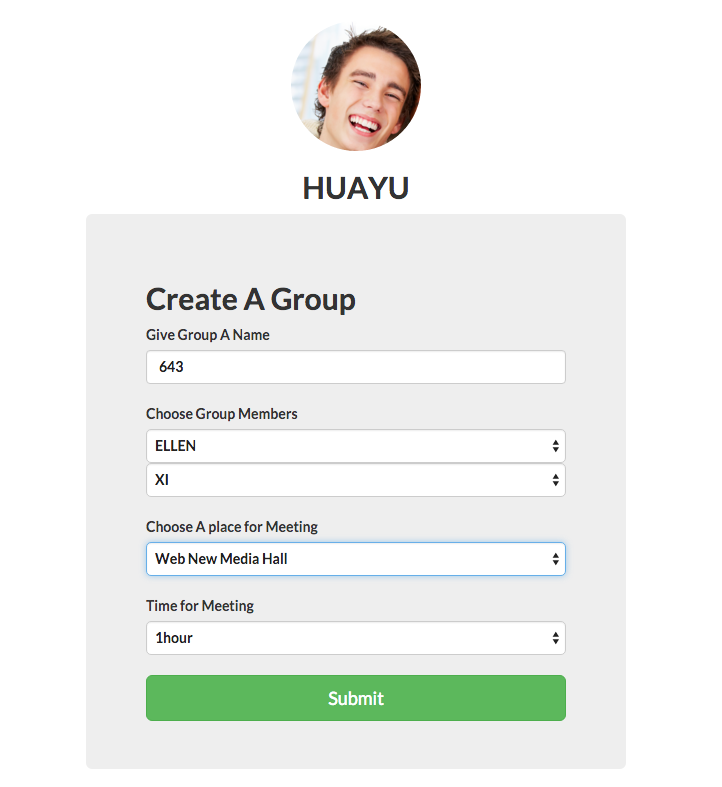 HUAYU
Create A Group
Give Group A Name
643
Choose Group Members
ELLEN
XI
Choose A place for Meeting
Web New Media Hall
Time for Meeting
1hour
Submit